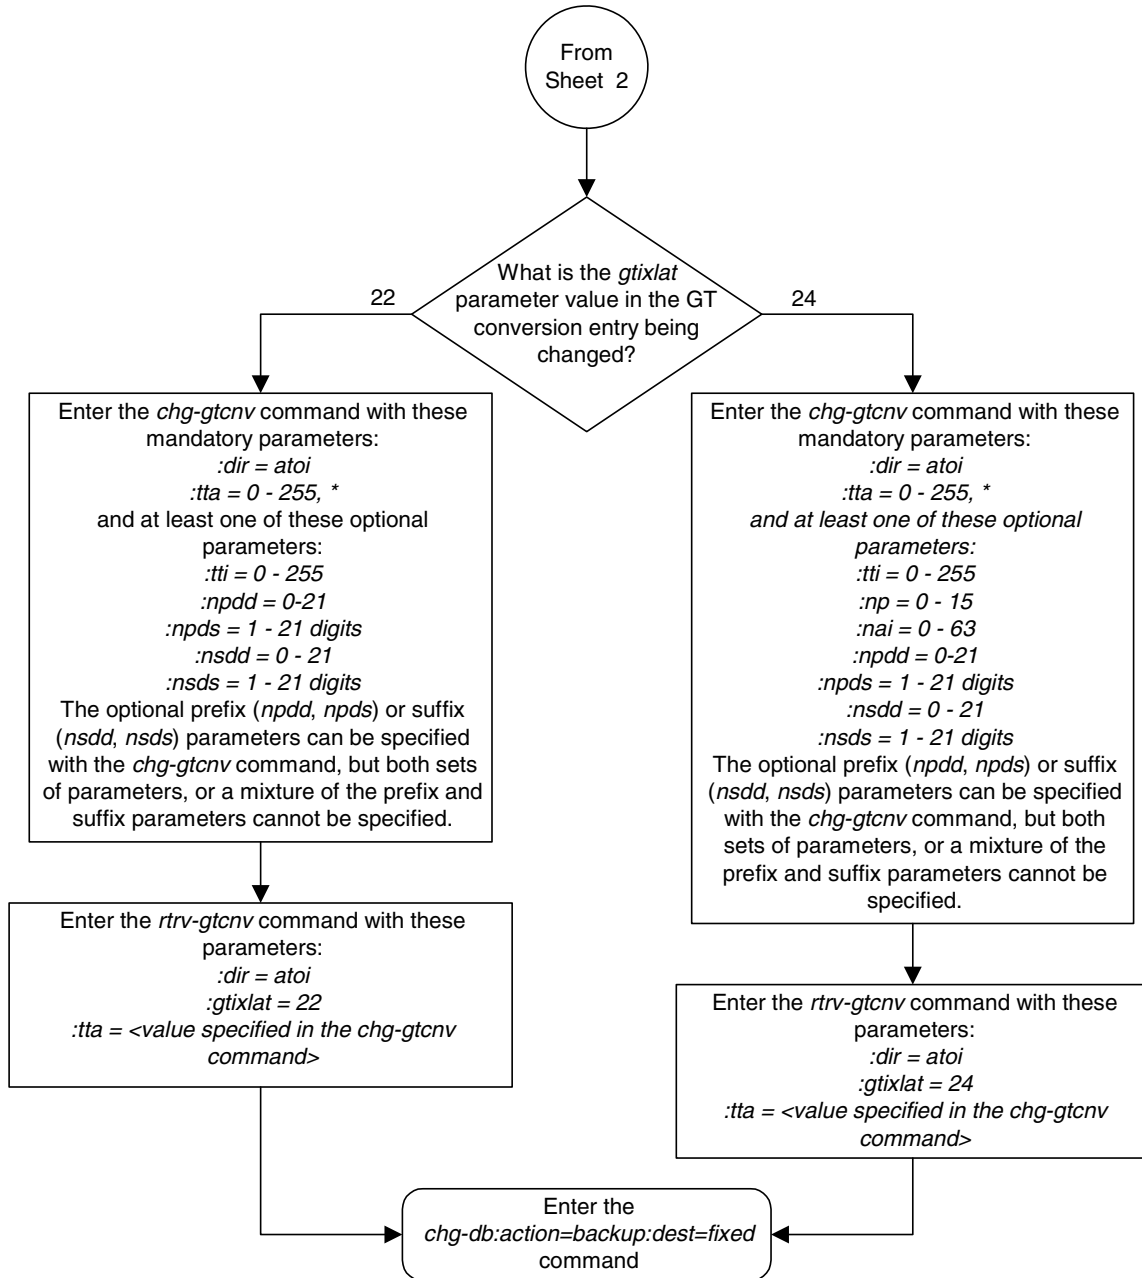 From
Sheet 2
What is the gtixlat
parameter value in the GT
conversion entry being
changed?
22
24
Enter the chg-gtcnv command with these
mandatory parameters:
:dir = atoi
:tta = 0 - 255, *
and at least one of these optional
parameters:
:tti = 0 - 255
:npdd = 0-21
:npds = 1 - 21 digits
:nsdd = 0 - 21
:nsds = 1 - 21 digits
The optional prefix (npdd, npds) or suffix
(nsdd, nsds) parameters can be specified
with the chg-gtcnv command, but both sets
of parameters, or a mixture of the prefix and
suffix parameters cannot be specified.
Enter the rtrv-gtcnv command with these
parameters:
:dir = atoi
:gtixlat = 22
:tta = <value specified in the chg-gtcnv
command>
Enter the chg-gtcnv command with these
mandatory parameters:
:dir = atoi
:tta = 0 - 255, *
and at least one of these optional
parameters:
:tti = 0 - 255
:np = 0 - 15
:nai = 0 - 63
:npdd = 0-21
:npds = 1 - 21 digits
:nsdd = 0 - 21
:nsds = 1 - 21 digits
The optional prefix (npdd, npds) or suffix
(nsdd, nsds) parameters can be specified
with the chg-gtcnv command, but both
sets of parameters, or a mixture of the
prefix and suffix parameters cannot be
specified.
Enter the rtrv-gtcnv command with these
parameters:
:dir = atoi
:gtixlat = 24
:tta = <value specified in the chg-gtcnv
command>
Enter the
chg-db:action=backup:dest=fixed
command